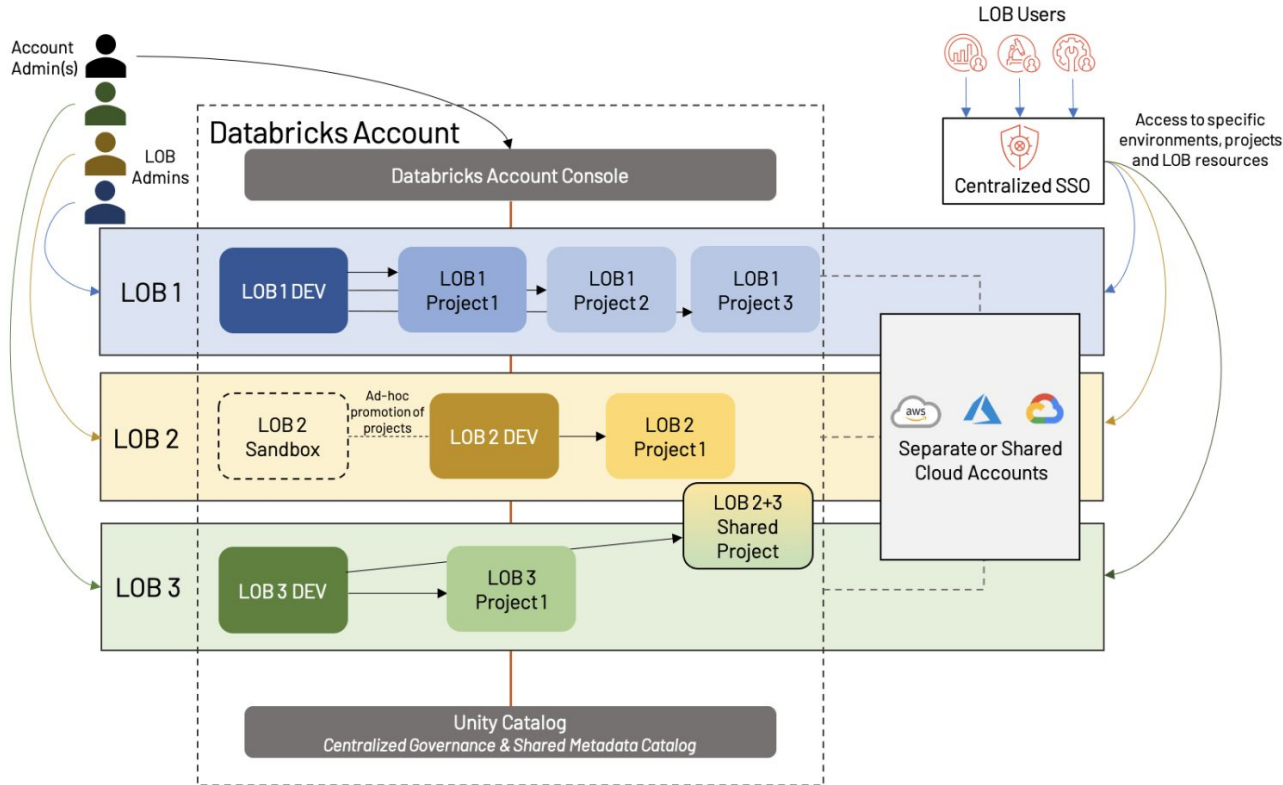 LOB Users
Account
Admin(s)
Databricks Account
Access to specific
environments, projects
and LOB resources
LOB
Admins
Databricks Account Console
Centralized SSO
LOB 1
LOB 1 DEV
LOB 1
Project 1
LOB 1
Project 2
LOB 1
Project 3
LOB 2
LOB 2
Sandbox
Ad-hoc
promotion of
projects
LOB 2 DEV
LOB 2
Project 1
aws
Separate or Shared
Cloud Accounts
LOB 2+3
Shared
Project
LOB 3
LOB 3 DEV
LOB 3
Project 1
Unity Catalog
Centralized Governance & Shared Metadata Catalog